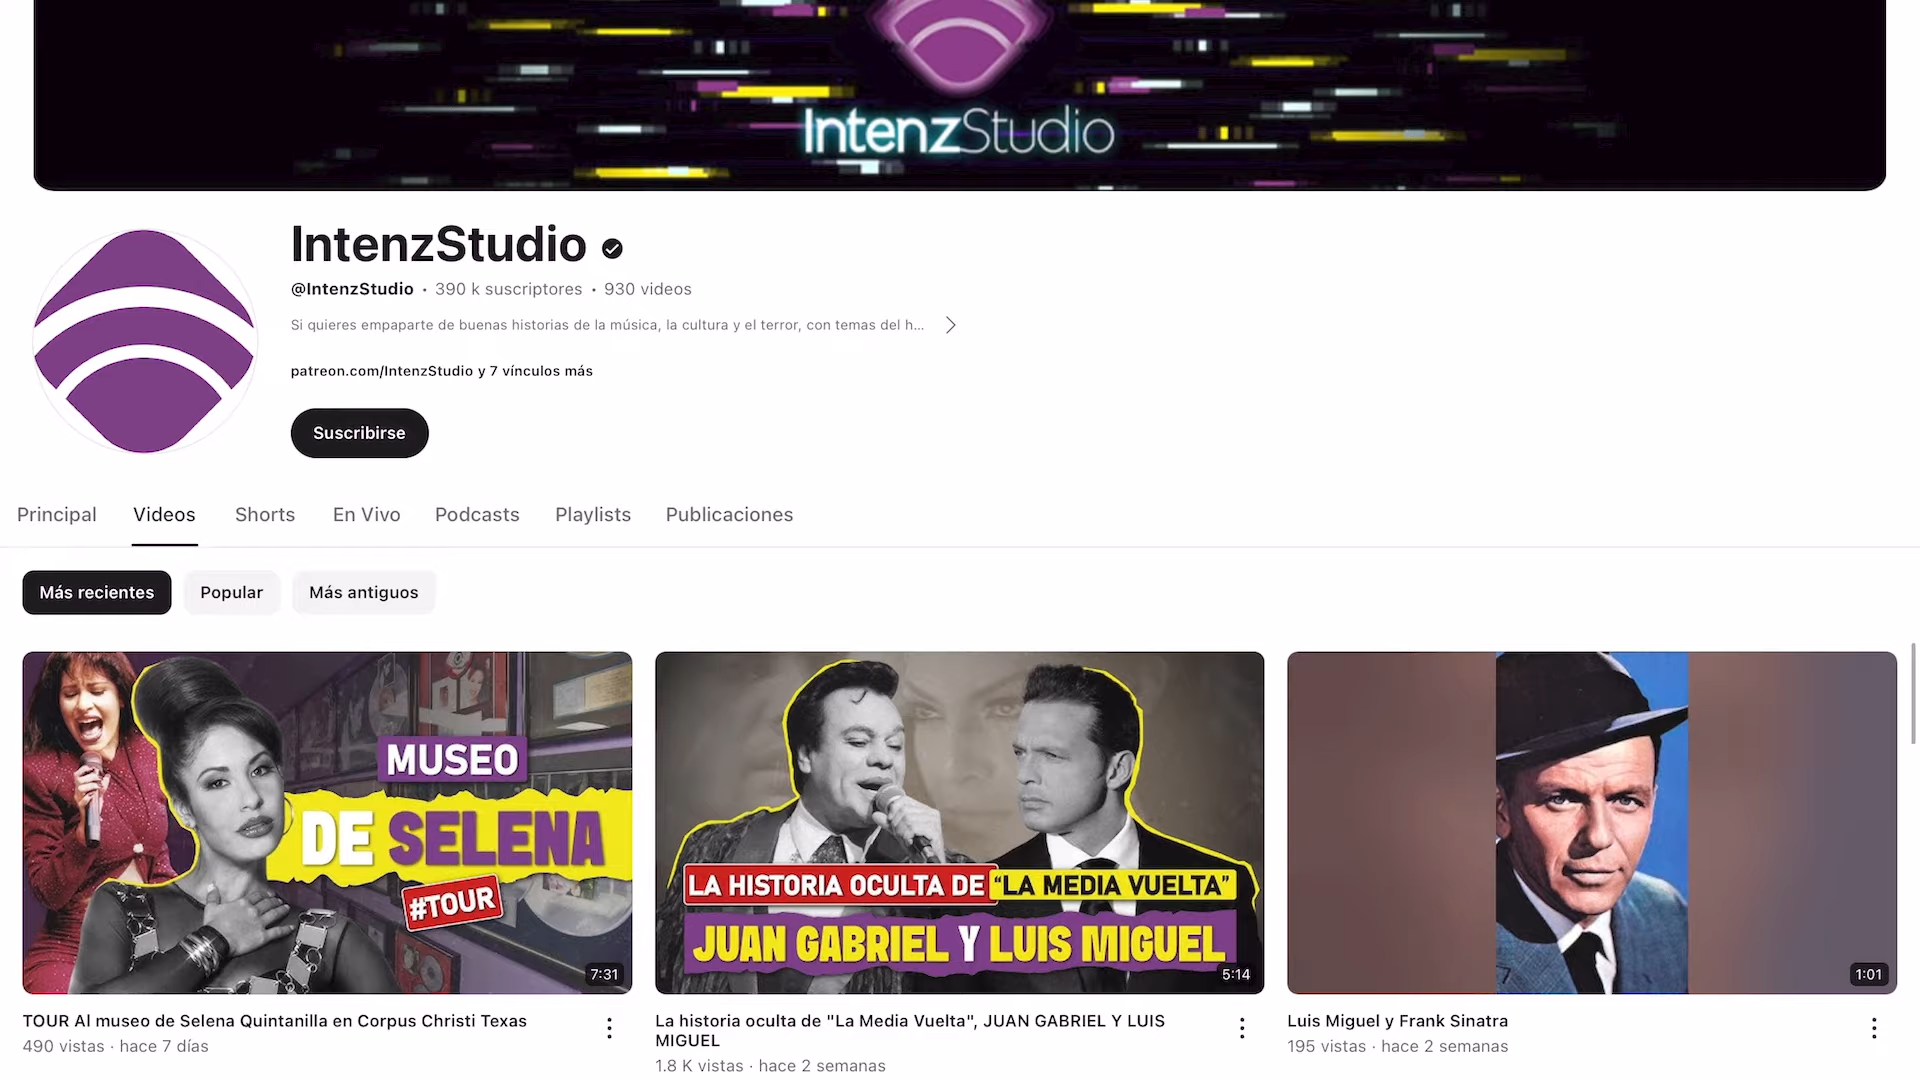 IntenzStudio
IntenzStudio
@IntenzStudio • 390 k suscriptores • 930 videos
Si quieres empaparte de buenas historias de la música, la cultura y el terror, con temas del h...
patreon.com/IntenzStudio y 7 vínculos más
Suscribirse
Principal Videos Shorts En Vivo Podcasts Playlists Publicaciones
Más recientes Popular Más antiguos
MUSEO
DE SELENA
#TOUR
7:31
LA HISTORIA OCULTA DE “LA MEDIA VUELTA”
JUAN GABRIEL Y LUIS MIGUEL
5:14
1:01
TOUR Al museo de Selena Quintanilla en Corpus Christi Texas
490 vistas · hace 7 días
La historia oculta de "La Media Vuelta", JUAN GABRIEL Y LUIS
MIGUEL
1.8 K vistas · hace 2 semanas
Luis Miguel y Frank Sinatra
195 vistas · hace 2 semanas